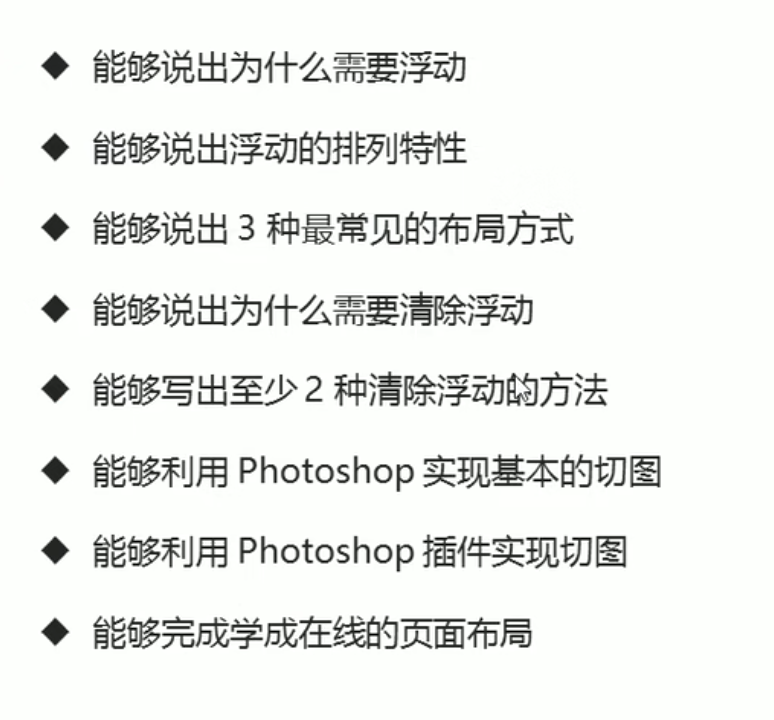 ◆ 能够说出为什么需要浮动
◆ 能够说出浮动的排列特性
◆ 能够说出 3 种最常见的布局方式
◆ 能够说出为什么需要清除浮动
◆ 能够写出至少 2 种清除浮动的方法
◆ 能够利用 Photoshop 实现基本的切图
◆ 能够利用 Photoshop 插件实现切图
◆ 能够完成学成在线的页面布局